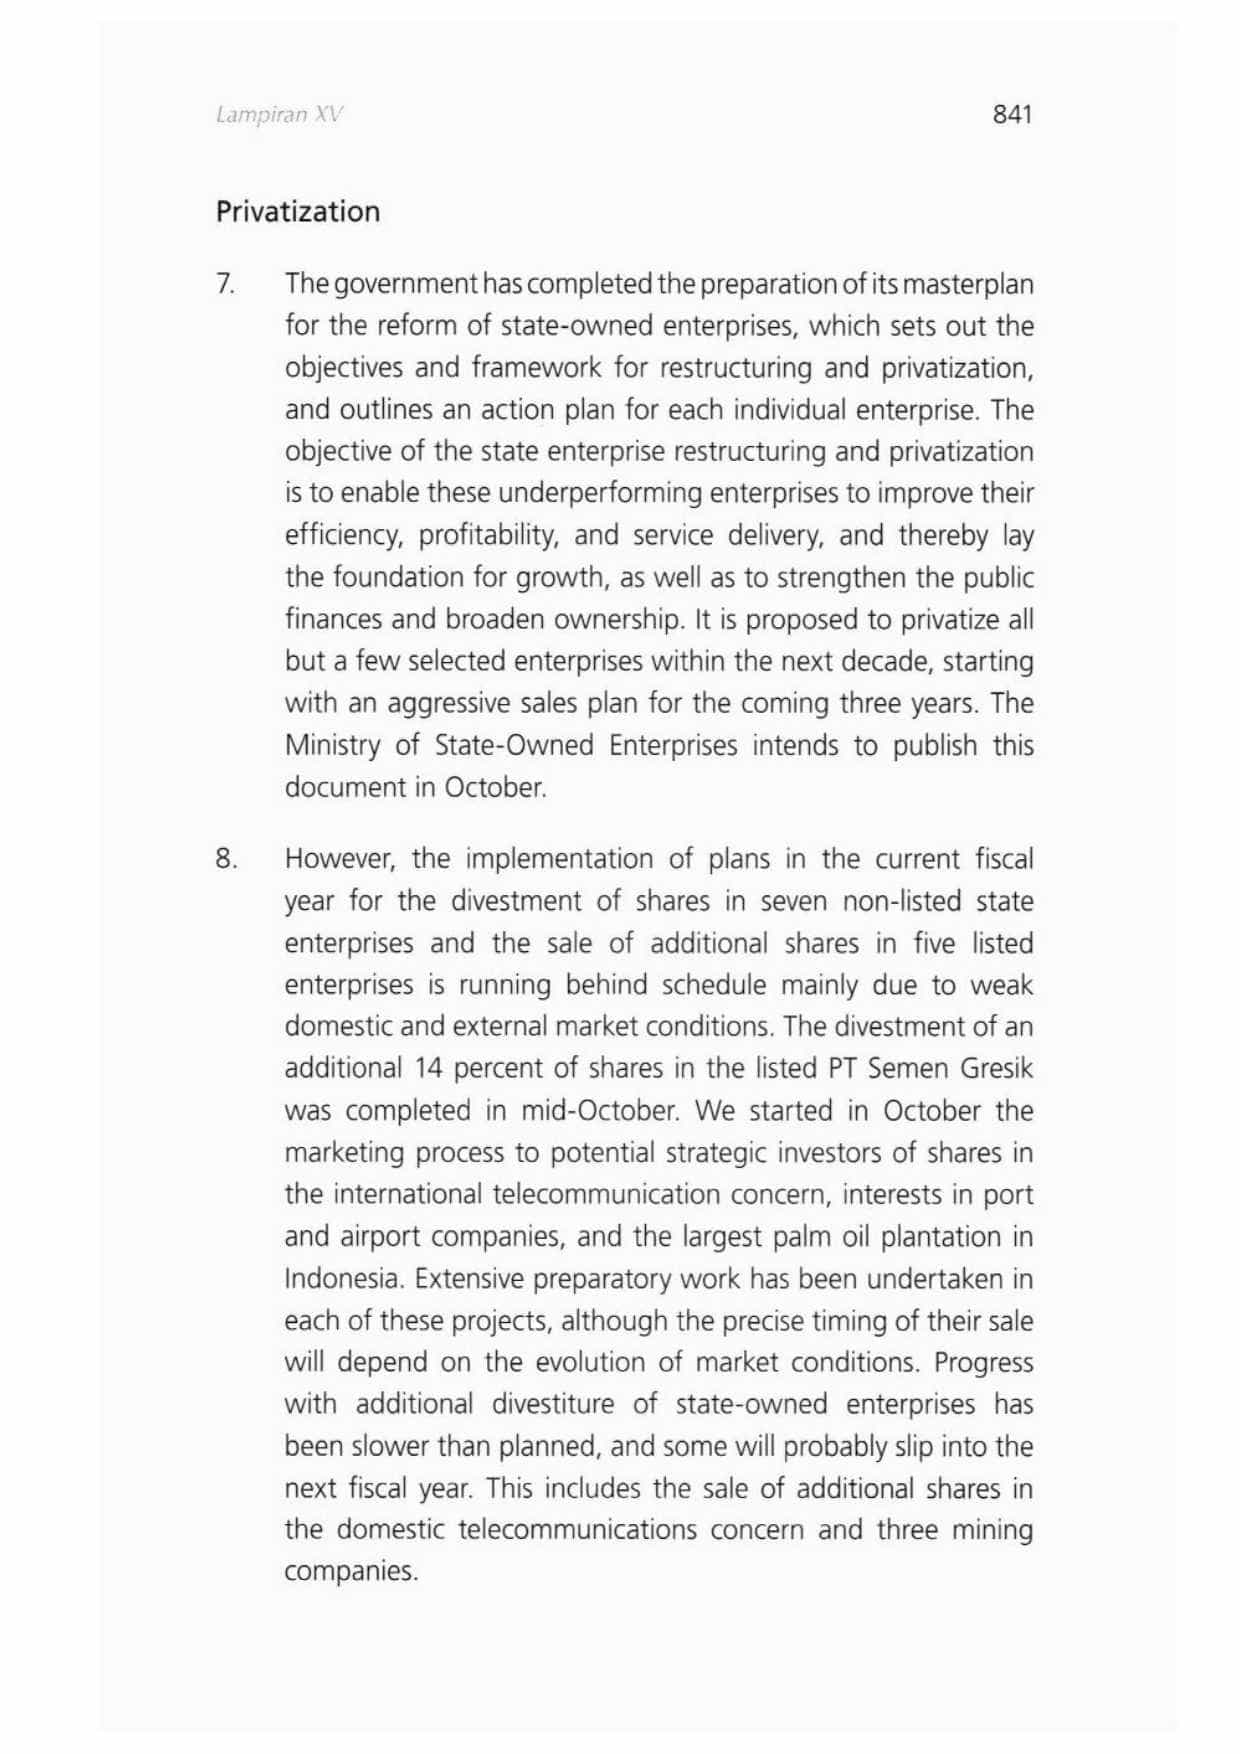 Lampiran XV 841
Privatization
7. The government has completed the preparation of its masterplan
for the reform of state-owned enterprises, which sets out the
objectives and framework for restructuring and privatization,
and outlines an action plan for each individual enterprise. The
objective of the state enterprise restructuring and privatization
is to enable these underperforming enterprises to improve their
efficiency, profitability, and service delivery, and thereby lay
the foundation for growth, as well as to strengthen the public
finances and broaden ownership. It is proposed to privatize all
but a few selected enterprises within the next decade, starting
with an aggressive sales plan for the coming three years. The
Ministry of State-Owned Enterprises intends to publish this
document in October.
8. However, the implementation of plans in the current fiscal
year for the divestment of shares in seven non-listed state
enterprises and the sale of additional shares in five listed
enterprises is running behind schedule mainly due to weak
domestic and external market conditions. The divestment of an
additional 14 percent of shares in the listed PT Semen Gresik
was completed in mid-October. We started in October the
marketing process to potential strategic investors of shares in
the international telecommunication concern, interests in port
and airport companies, and the largest palm oil plantation in
Indonesia. Extensive preparatory work has been undertaken in
each of these projects, although the precise timing of their sale
will depend on the evolution of market conditions. Progress
with additional divestiture of state-owned enterprises has
been slower than planned, and some will probably slip into the
next fiscal year. This includes the sale of additional shares in
the domestic telecommunications concern and three mining
companies.